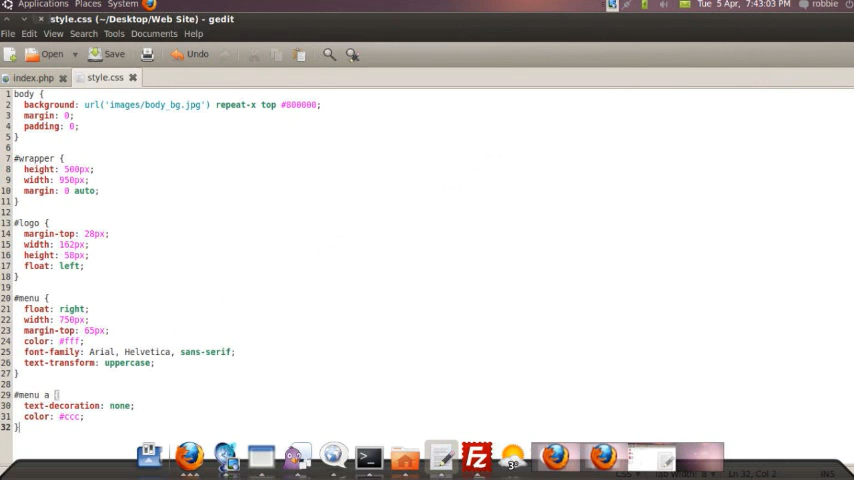 Applications Places System Tue 5 Apr, 7:43:03 PM robbie
style.css (~/Desktop/Web Site) - gedit
File Edit View Search Tools Documents Help
Open Save Undo
index.php style.css
1 body {
2 background: url('images/body_bg.jpg') repeat-x top #800000;
3 margin: 0;
4 padding: 0;
5 }
6
7 #wrapper {
8 height: 500px;
9 width: 950px;
10 margin: 0 auto;
11 }
12
13 #logo {
14 margin-top: 28px;
15 width: 162px;
16 height: 58px;
17 float: left;
18 }
19
20 #menu {
21 float: right;
22 width: 750px;
23 margin-top: 65px;
24 color: #fff;
25 font-family: Arial, Helvetica, sans-serif;
26 text-transform: uppercase;
27 }
28
29 #menu a {
30 text-decoration: none;
31 color: #ccc;
32 }
3°
CSS Tab Width: 8 Ln 32, Col 2 INS